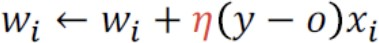 wᵢ ← wᵢ + η(y − o)xᵢ